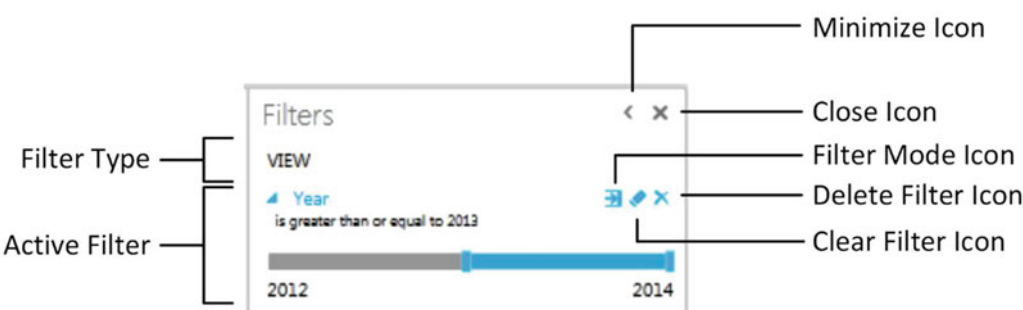 Minimize Icon
Filters
Close Icon
Filter Type
VIEW
Filter Mode Icon
Year
Delete Filter Icon
is greater than or equal to 2013
Active Filter
Clear Filter Icon
2012
2014